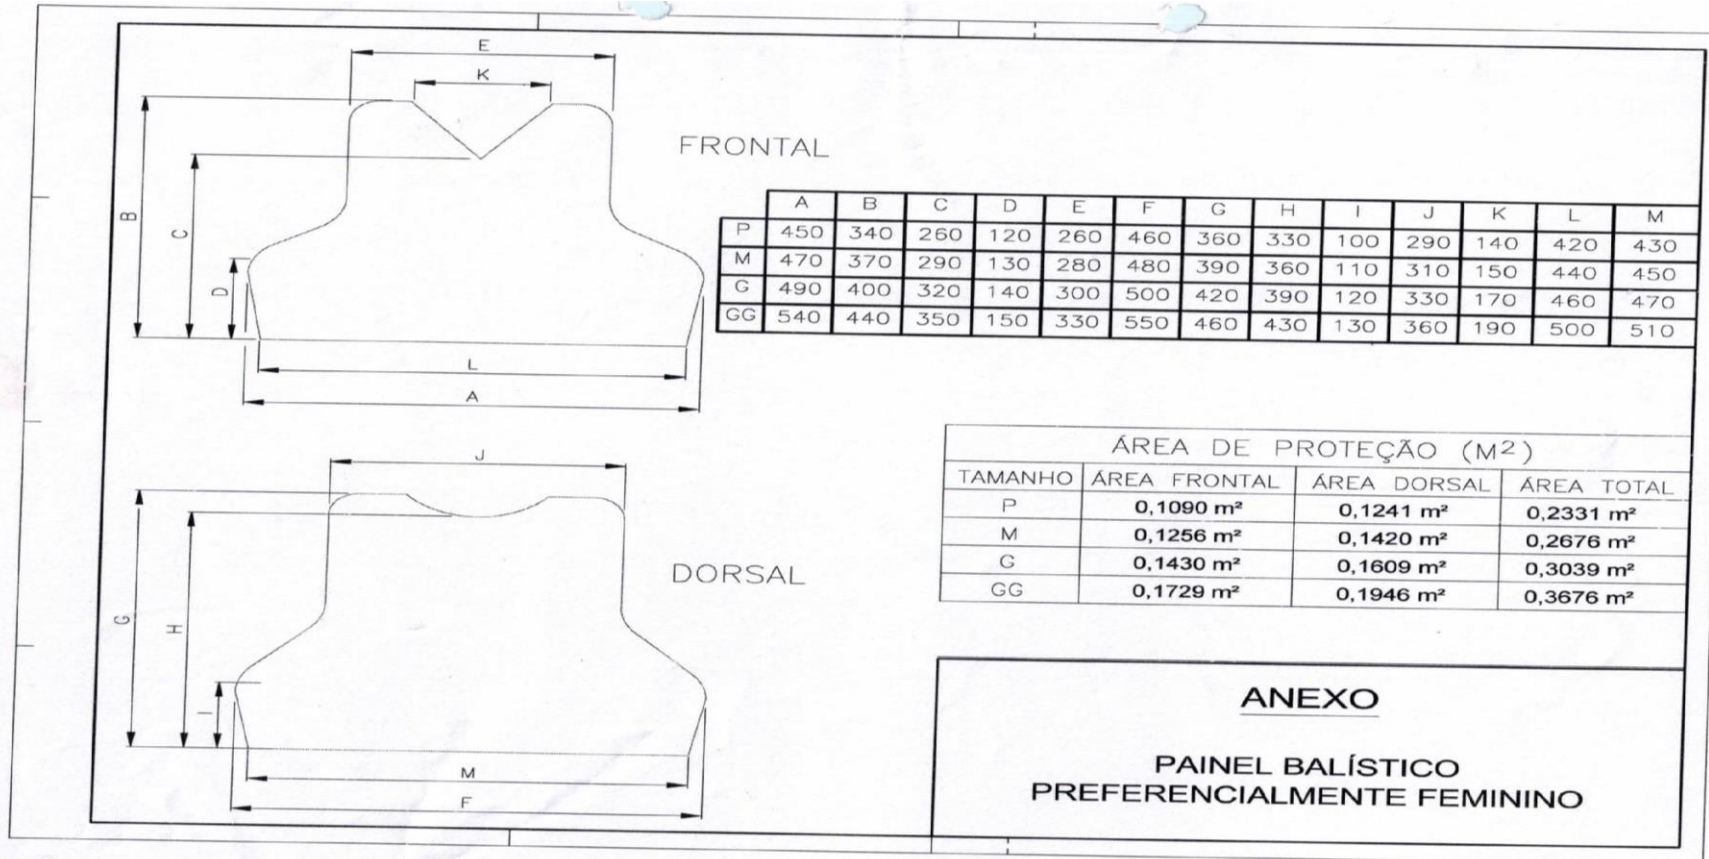 E
K
B
C
D
L
A
FRONTAL
A B C D E F G H I J K L M
P 450 340 260 120 260 460 360 330 100 290 140 420 430
M 470 370 290 130 280 480 390 360 110 310 150 440 450
G 490 400 320 140 300 500 420 390 120 330 170 460 470
GG 540 440 350 150 330 550 460 430 130 360 190 500 510
J
G
H
I
M
F
DORSAL
ÁREA DE PROTEÇÃO (M²)
TAMANHO ÁREA FRONTAL ÁREA DORSAL ÁREA TOTAL
P 0,1090 m² 0,1241 m² 0,2331 m²
M 0,1256 m² 0,1420 m² 0,2676 m²
G 0,1430 m² 0,1609 m² 0,3039 m²
GG 0,1729 m² 0,1946 m² 0,3676 m²
ANEXO
PAINEL BALÍSTICO
PREFERENCIALMENTE FEMININO